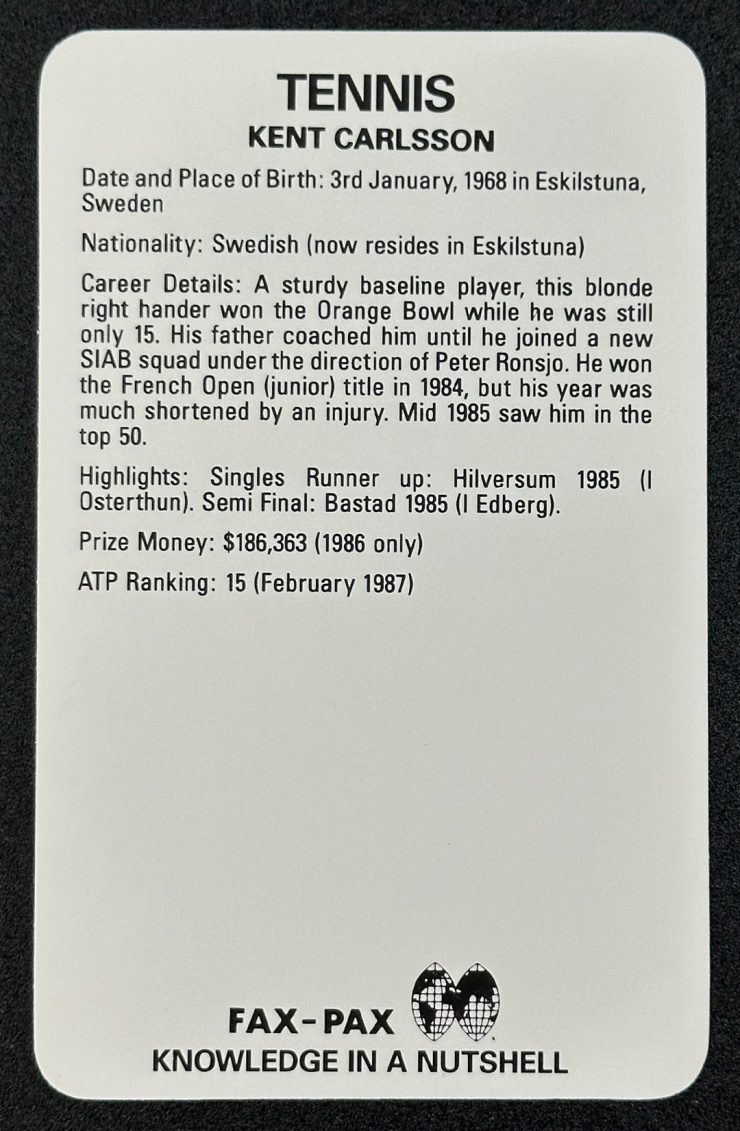 TENNIS
KENT CARLSSON
Date and Place of Birth: 3rd January, 1968 in Eskilstuna,
Sweden
Nationality: Swedish (now resides in Eskilstuna)
Career Details: A sturdy baseline player, this blonde
right hander won the Orange Bowl while he was still
only 15. His father coached him until he joined a new
SIAB squad under the direction of Peter Ronsjo. He won
the French Open (junior) title in 1984, but his year was
much shortened by an injury. Mid 1985 saw him in the
top 50.
Highlights: Singles Runner up: Hilversum 1985 (l
Osterthun). Semi Final: Bastad 1985 (l Edberg).
Prize Money: $186,363 (1986 only)
ATP Ranking: 15 (February 1987)
FAX-PAX
KNOWLEDGE IN A NUTSHELL